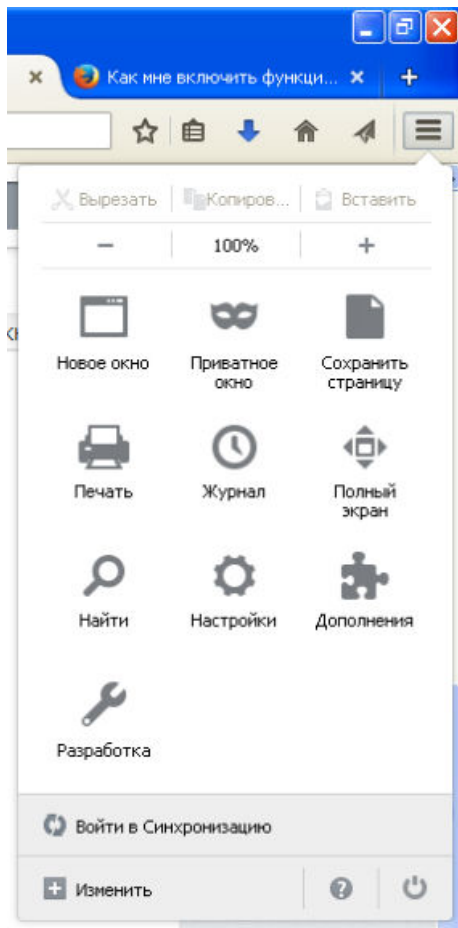 Как мне включить функци...
Вырезать Копиров... Вставить
100%
Новое окно Приватное Сохранить
окно страницу
Печать Журнал Полный
экран
Найти Настройки Дополнения
Разработка
Войти в Синхронизацию
Изменить